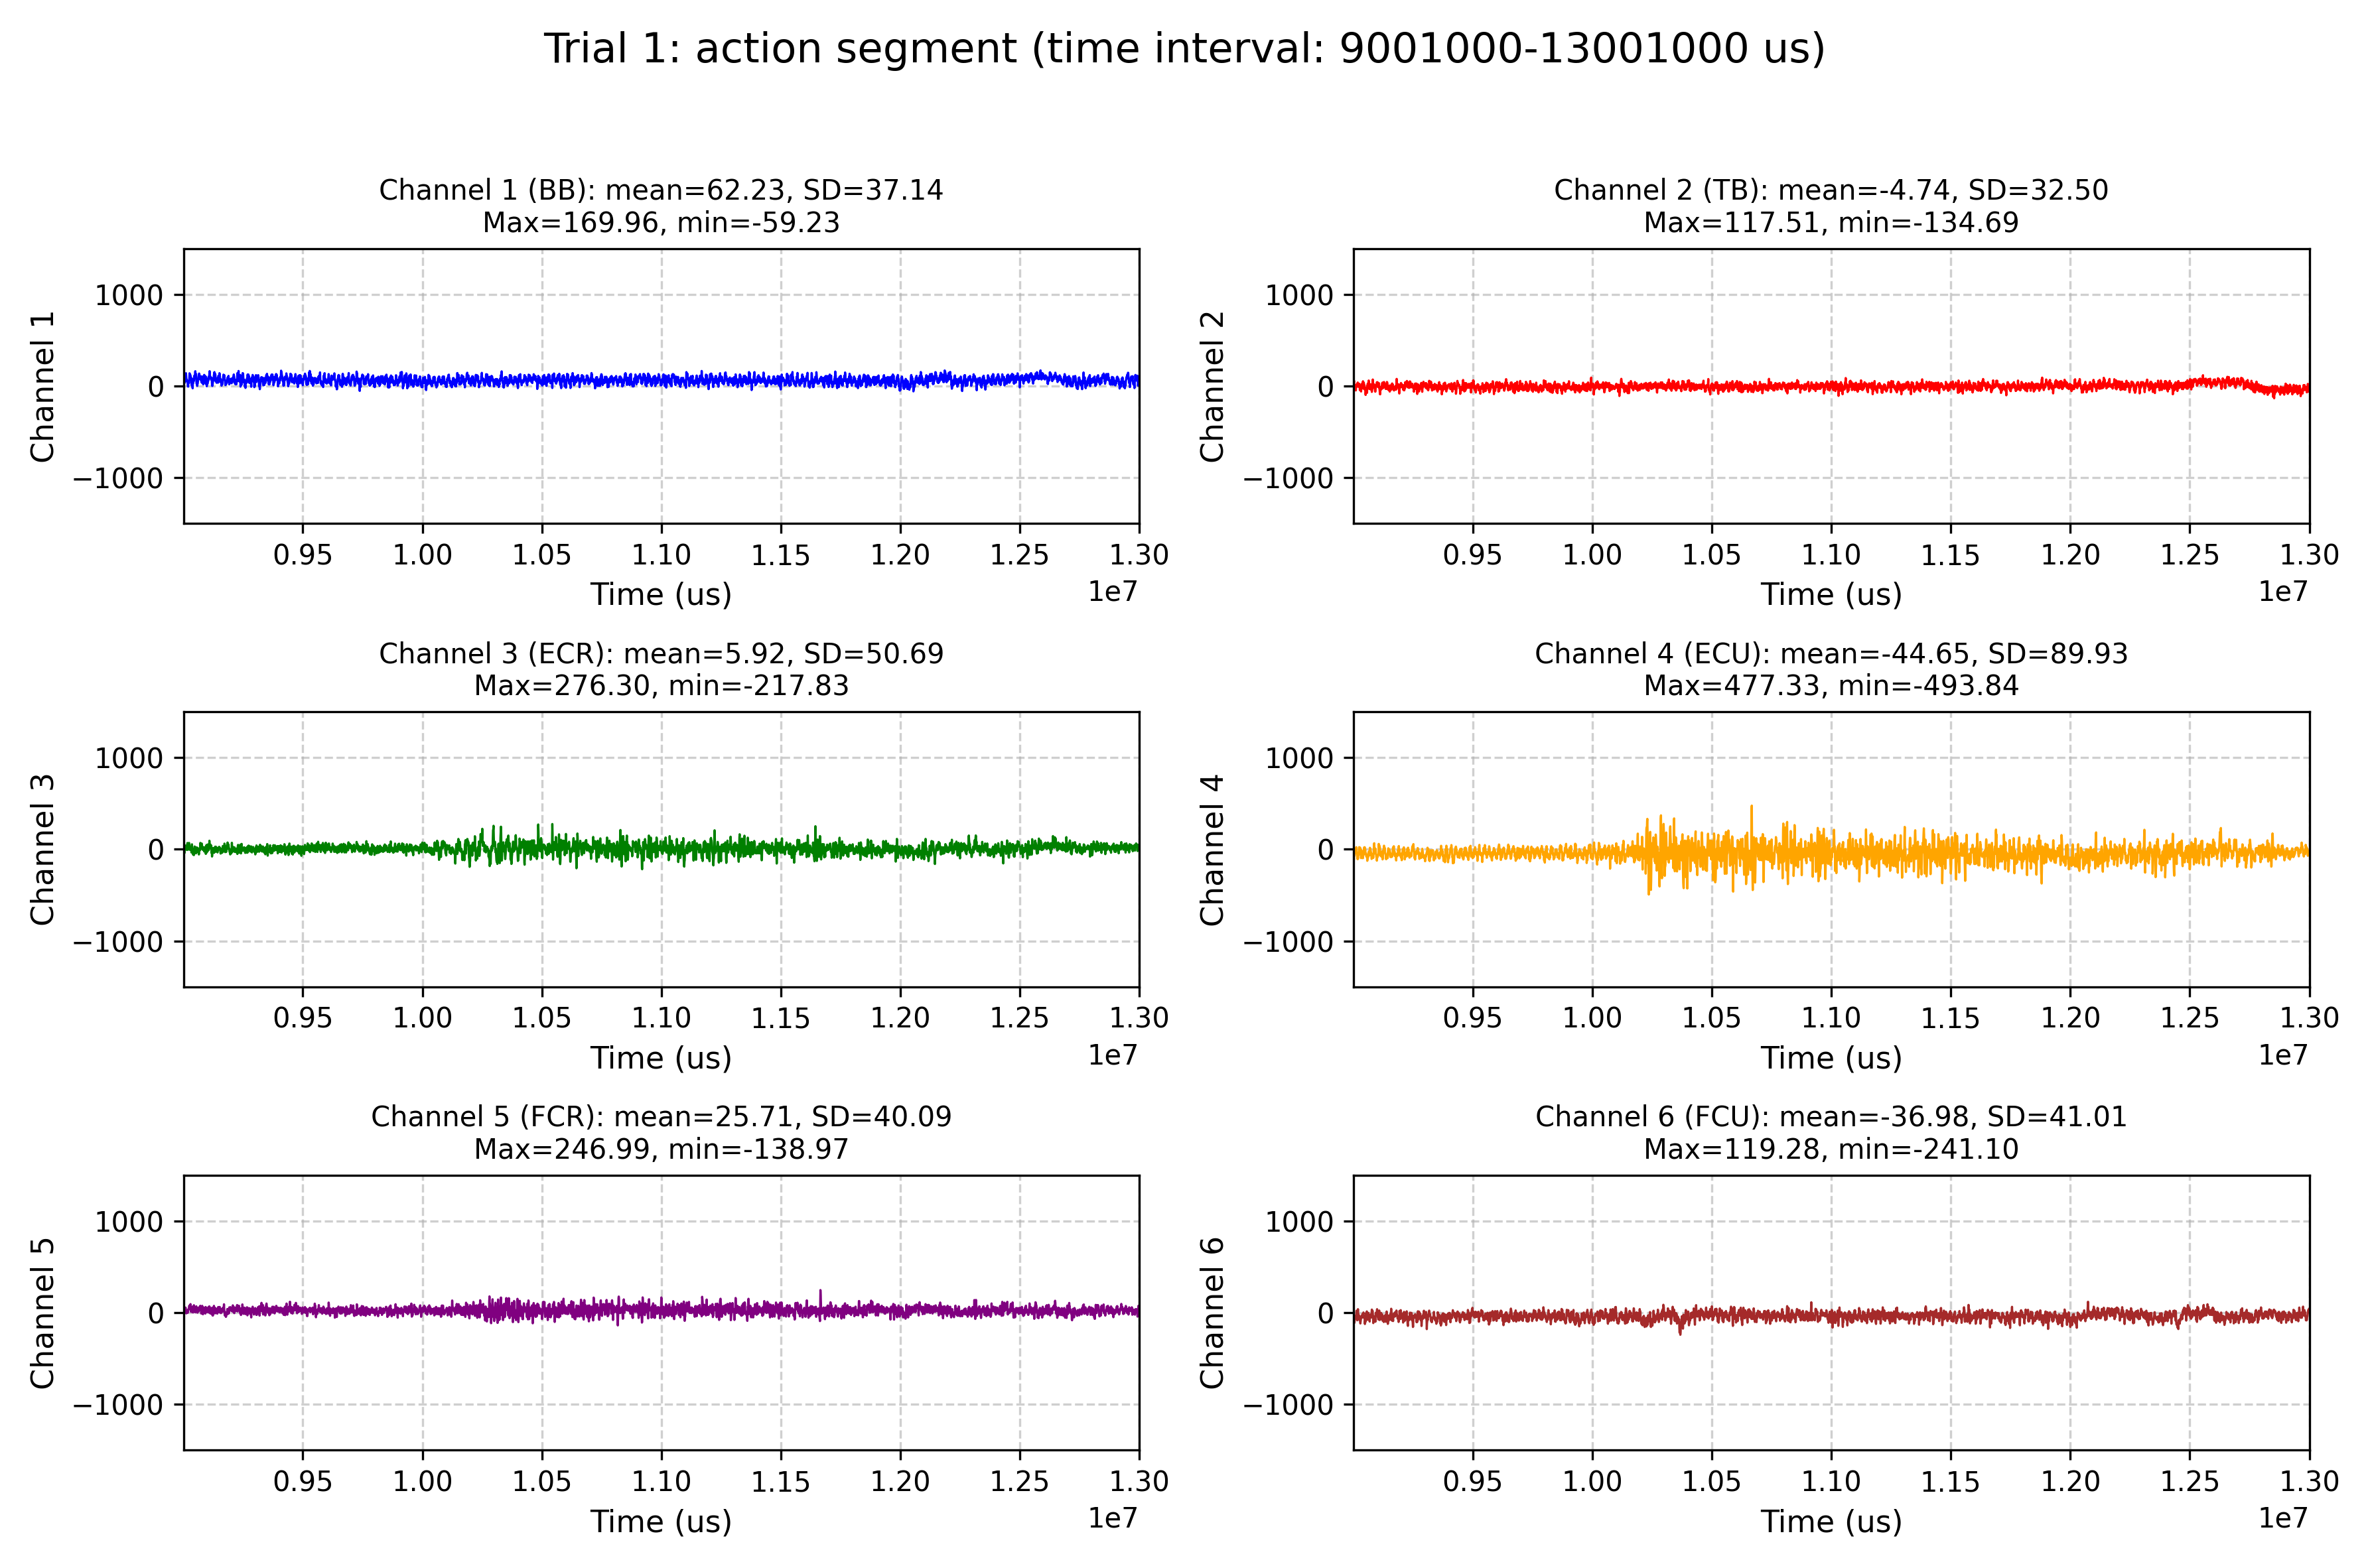 Trial 1: action segment (time interval: 9001000-13001000 us)
Channel 1 (BB): mean=62.23, SD=37.14
Max=169.96, min=-59.23
Channel 1
1000
0
−1000
0.95 1.00 1.05 1.10 1.15 1.20 1.25 1.30
Time (us)
1e7
Channel 2 (TB): mean=-4.74, SD=32.50
Max=117.51, min=-134.69
Channel 2
1000
0
−1000
0.95 1.00 1.05 1.10 1.15 1.20 1.25 1.30
Time (us)
1e7
Channel 3 (ECR): mean=5.92, SD=50.69
Max=276.30, min=-217.83
Channel 3
1000
0
−1000
0.95 1.00 1.05 1.10 1.15 1.20 1.25 1.30
Time (us)
1e7
Channel 4 (ECU): mean=-44.65, SD=89.93
Max=477.33, min=-493.84
Channel 4
1000
0
−1000
0.95 1.00 1.05 1.10 1.15 1.20 1.25 1.30
Time (us)
1e7
Channel 5 (FCR): mean=25.71, SD=40.09
Max=246.99, min=-138.97
Channel 5
1000
0
−1000
0.95 1.00 1.05 1.10 1.15 1.20 1.25 1.30
Time (us)
1e7
Channel 6 (FCU): mean=-36.98, SD=41.01
Max=119.28, min=-241.10
Channel 6
1000
0
−1000
0.95 1.00 1.05 1.10 1.15 1.20 1.25 1.30
Time (us)
1e7